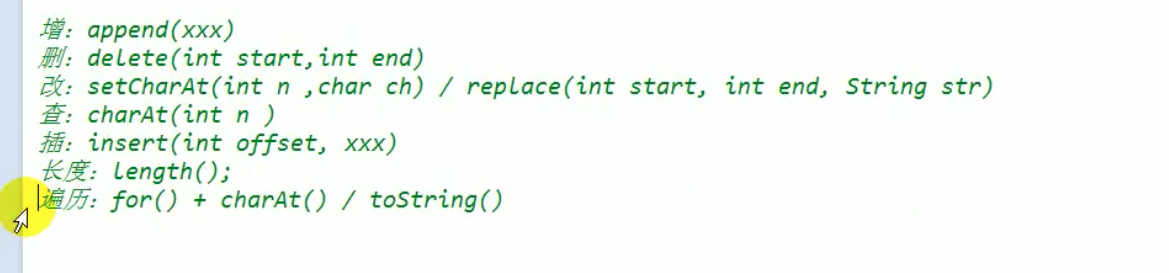 增：append(xxx)
删：delete(int start,int end)
改：setCharAt(int n ,char ch) / replace(int start, int end, String str)
查：charAt(int n )
插：insert(int offset, xxx)
长度：length();
遍历：for() + charAt() / toString()